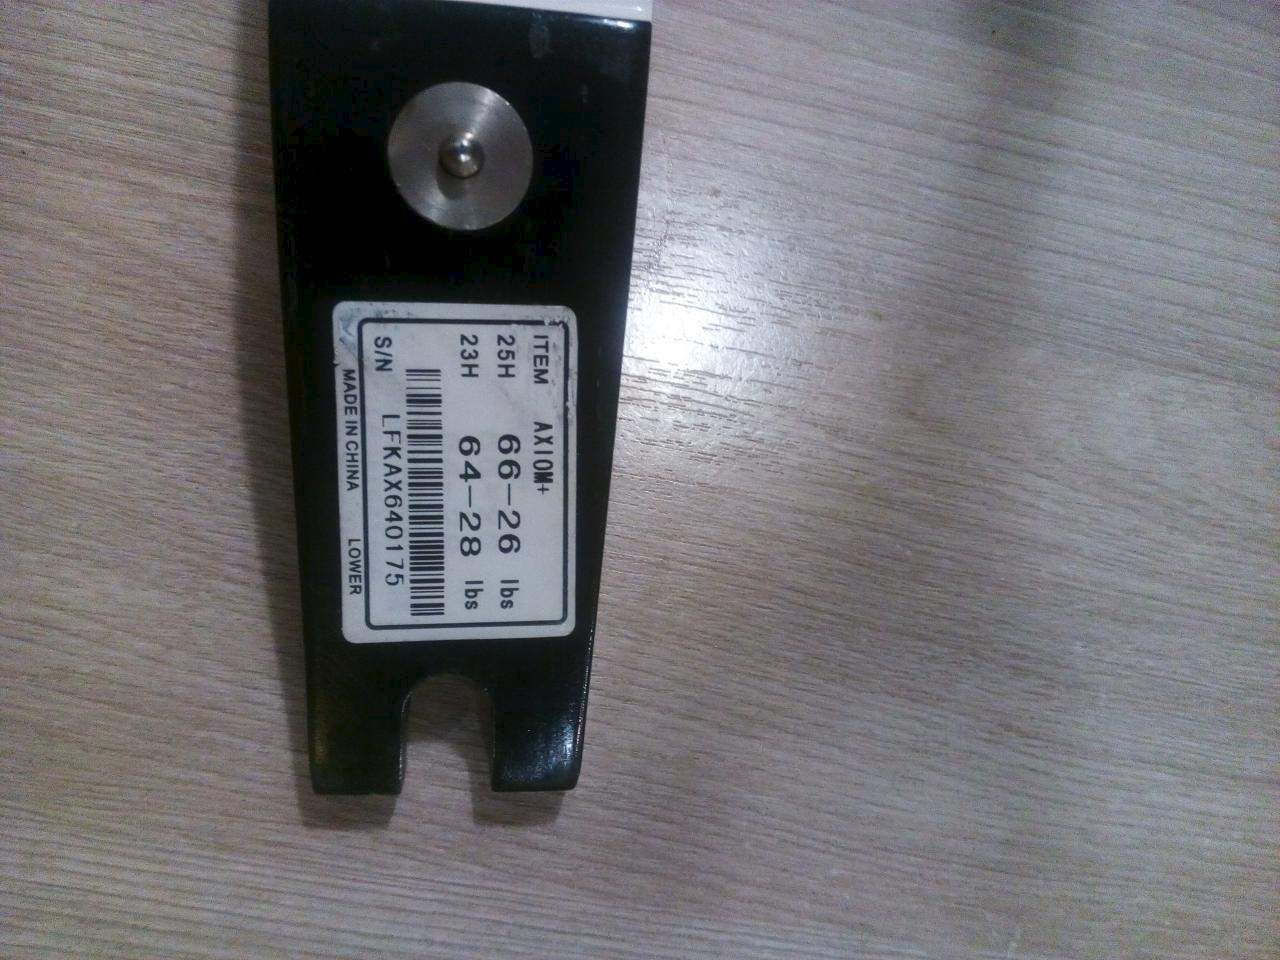 ITEM AXIOM+
25H 66-26 lbs
23H 64-28 lbs
S/N LFKAX640175
MADE IN CHINA LOWER